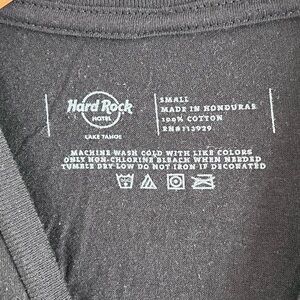 Hard Rock
HOTEL
LAKE TAHOE
SMALL
MADE IN HONDURAS
100% COTTON
RN#113929
MACHINE WASH COLD WITH LIKE COLORS
ONLY NON-CHLORINE BLEACH WHEN NEEDED
TUMBLE DRY LOW DO NOT IRON IF DECORATED